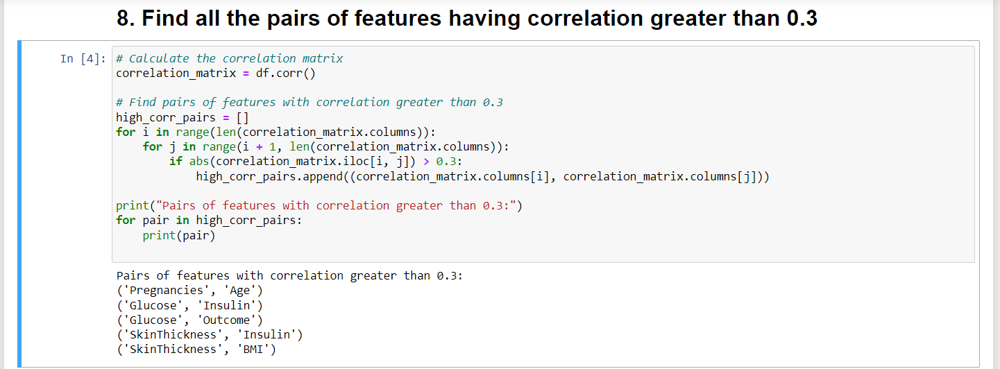 8. Find all the pairs of features having correlation greater than 0.3
In [4]:
# Calculate the correlation matrix
correlation_matrix = df.corr()
# Find pairs of features with correlation greater than 0.3
high_corr_pairs = []
for i in range(len(correlation_matrix.columns)):
    for j in range(i + 1, len(correlation_matrix.columns)):
        if abs(correlation_matrix.iloc[i, j]) > 0.3:
            high_corr_pairs.append((correlation_matrix.columns[i], correlation_matrix.columns[j]))
print("Pairs of features with correlation greater than 0.3:")
for pair in high_corr_pairs:
    print(pair)
Pairs of features with correlation greater than 0.3:
('Pregnancies', 'Age')
('Glucose', 'Insulin')
('Glucose', 'Outcome')
('SkinThickness', 'Insulin')
('SkinThickness', 'BMI')